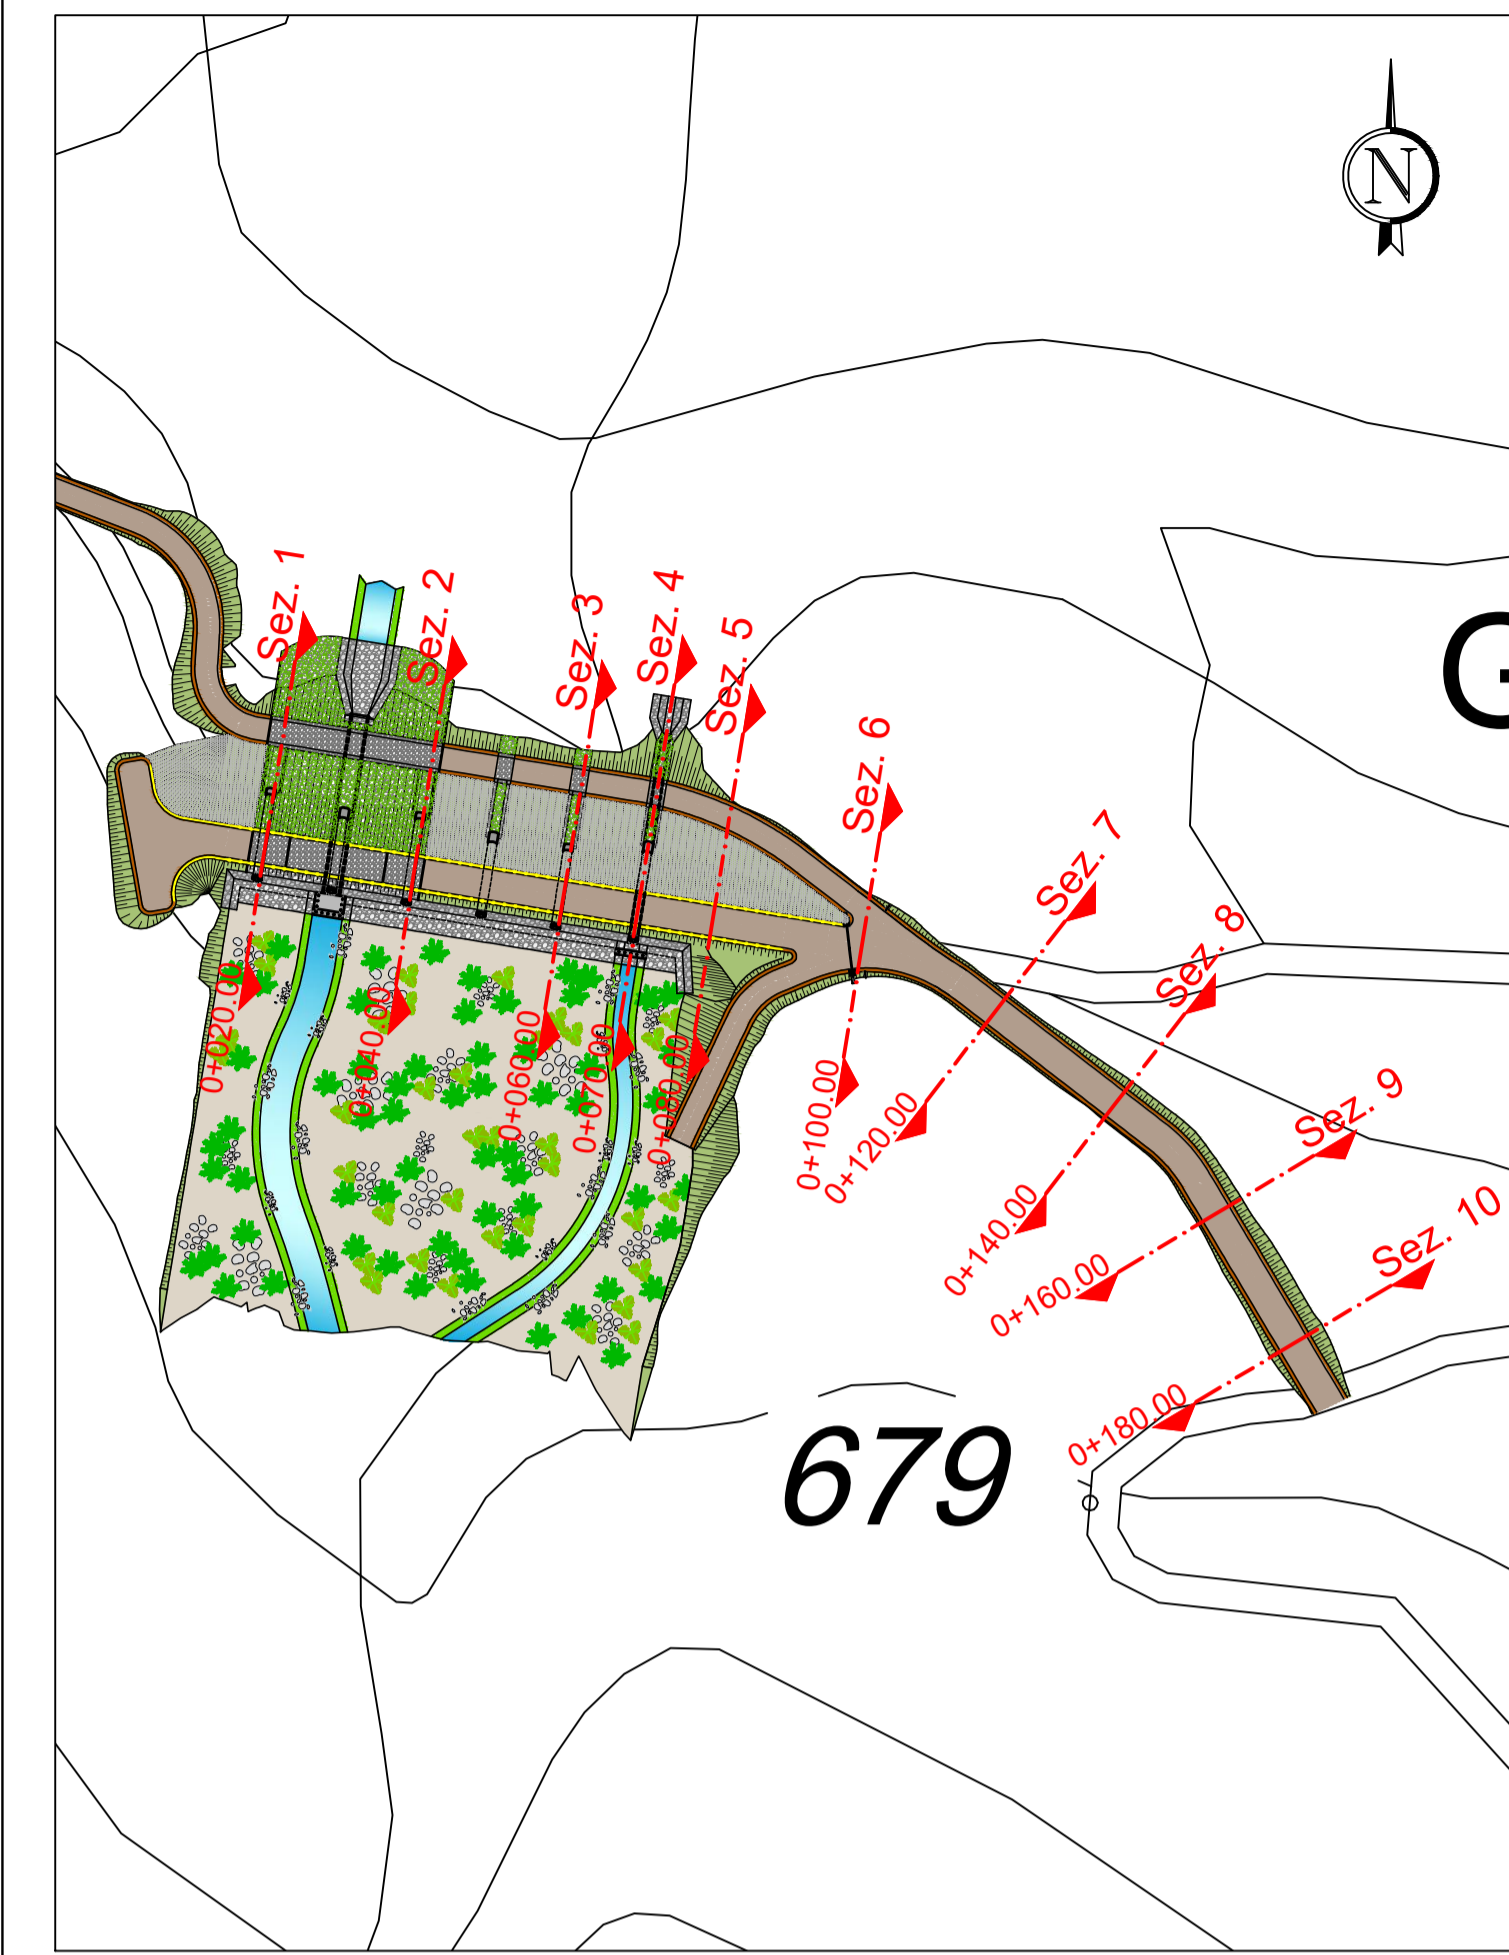 N
G
Sez. 1
Sez. 2
Sez. 3
Sez. 4
Sez. 5
Sez. 6
Sez. 7
Sez. 8
Sez. 9
Sez. 10
0+020.00
0+040.00
0+060.00
0+070.00
0+080.00
0+100.00
0+120.00
0+140.00
0+160.00
0+180.00
679